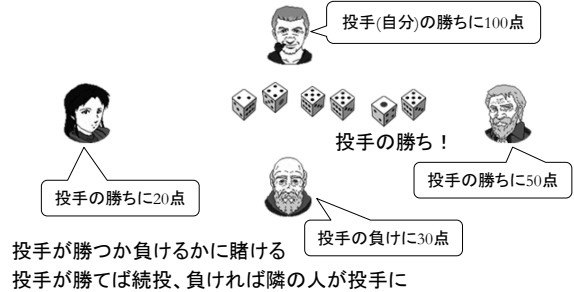 投手(自分)の勝ちに100点
投手の勝ち！
投手の勝ちに20点
投手の勝ちに50点
投手の負けに30点
投手が勝つか負けるかに賭ける
投手が勝てば続投、負ければ隣の人が投手に